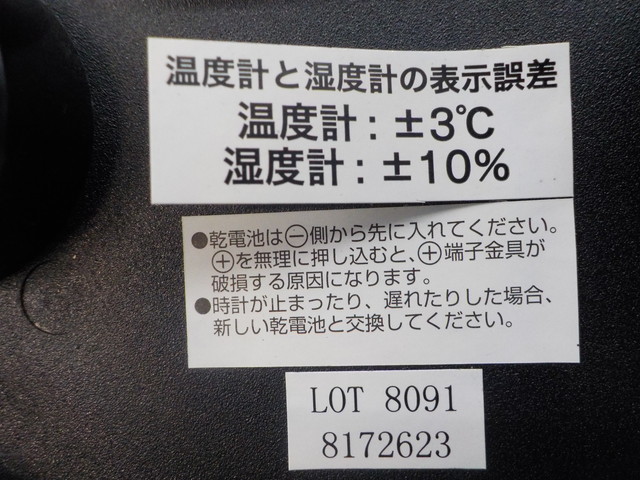 温度計と湿度計の表示誤差
温度計：±3℃
湿度計：±10%
●乾電池は⊖側から先に入れてください。
⊕を無理に押し込むと、⊕端子金具が
破損する原因になります。
●時計が止まったり、遅れたりした場合、
新しい乾電池と交換してください。
LOT 8091
8172623